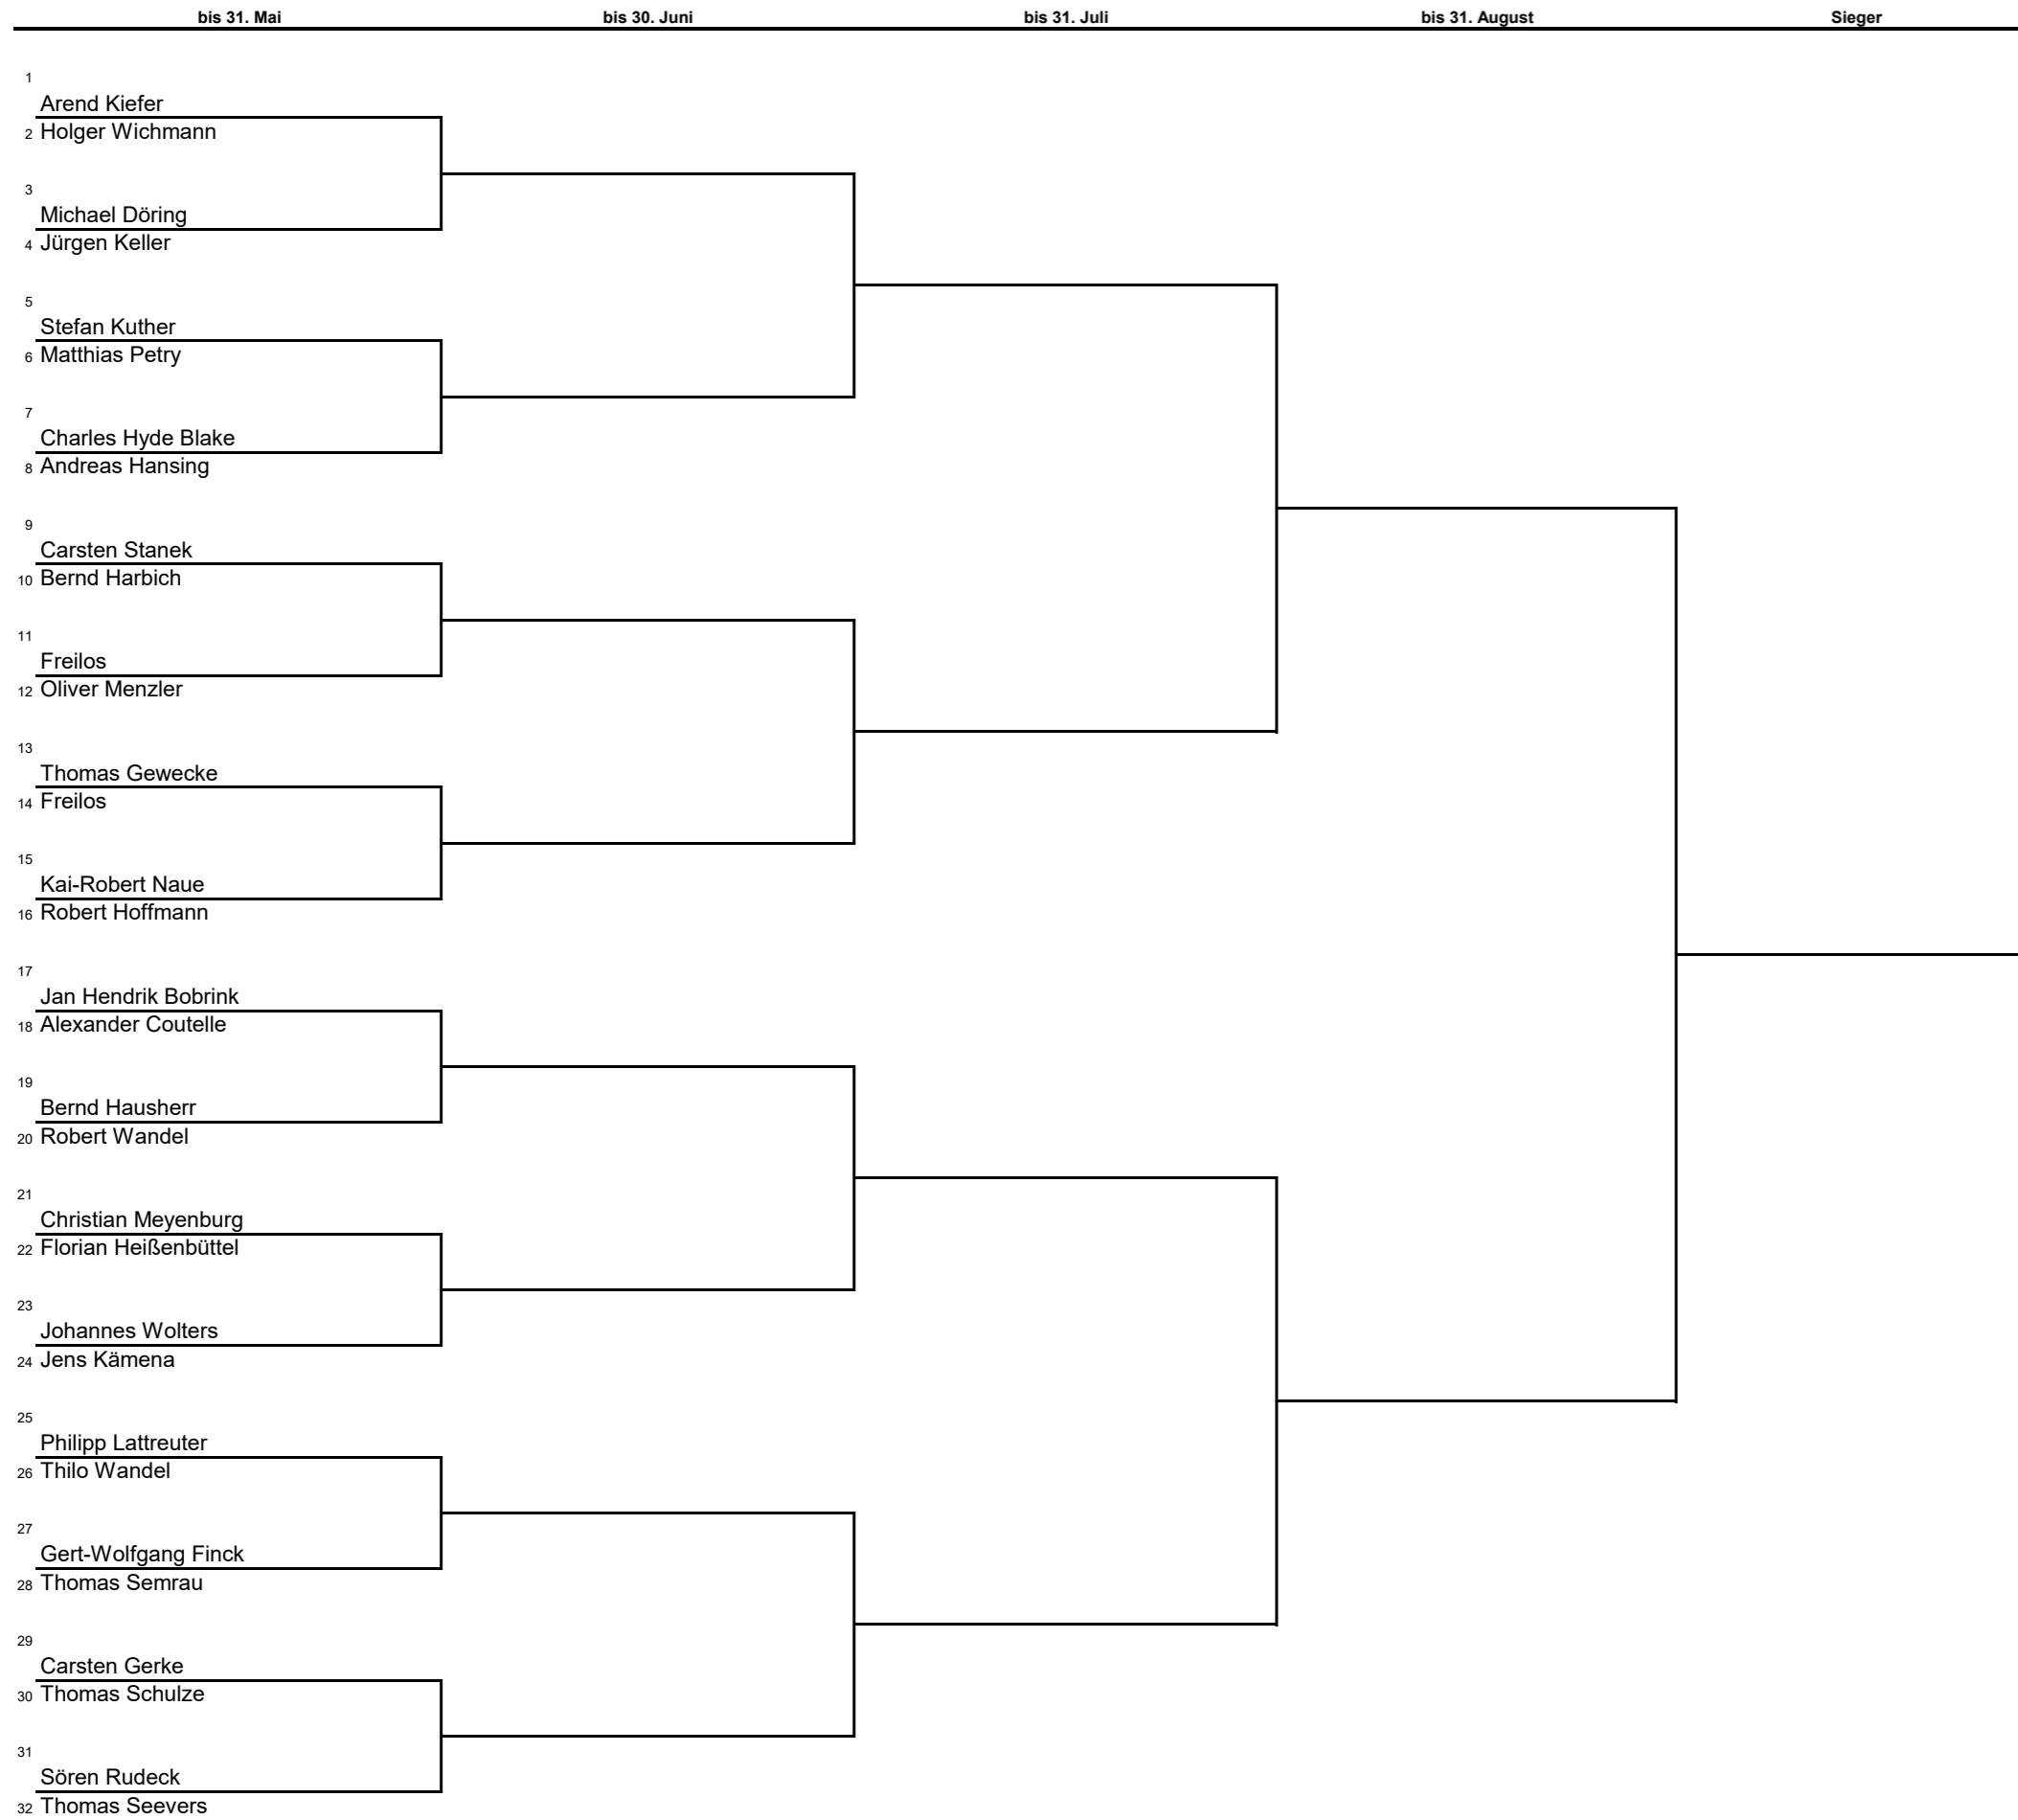 bis 31. Mai bis 30. Juni bis 31. Juli bis 31. August Sieger
1
Arend Kiefer
2 Holger Wichmann
3
Michael Döring
4 Jürgen Keller
5
Stefan Kuther
6 Matthias Petry
7
Charles Hyde Blake
8 Andreas Hansing
9
Carsten Stanek
10 Bernd Harbich
11
Freilos
12 Oliver Menzler
13
Thomas Gewecke
14 Freilos
15
Kai-Robert Naue
16 Robert Hoffmann
17
Jan Hendrik Bobrink
18 Alexander Coutelle
19
Bernd Hausherr
20 Robert Wandel
21
Christian Meyenburg
22 Florian Heißenbüttel
23
Johannes Wolters
24 Jens Kämena
25
Philipp Lattreuter
26 Thilo Wandel
27
Gert-Wolfgang Finck
28 Thomas Semrau
29
Carsten Gerke
30 Thomas Schulze
31
Sören Rudeck
32 Thomas Seevers